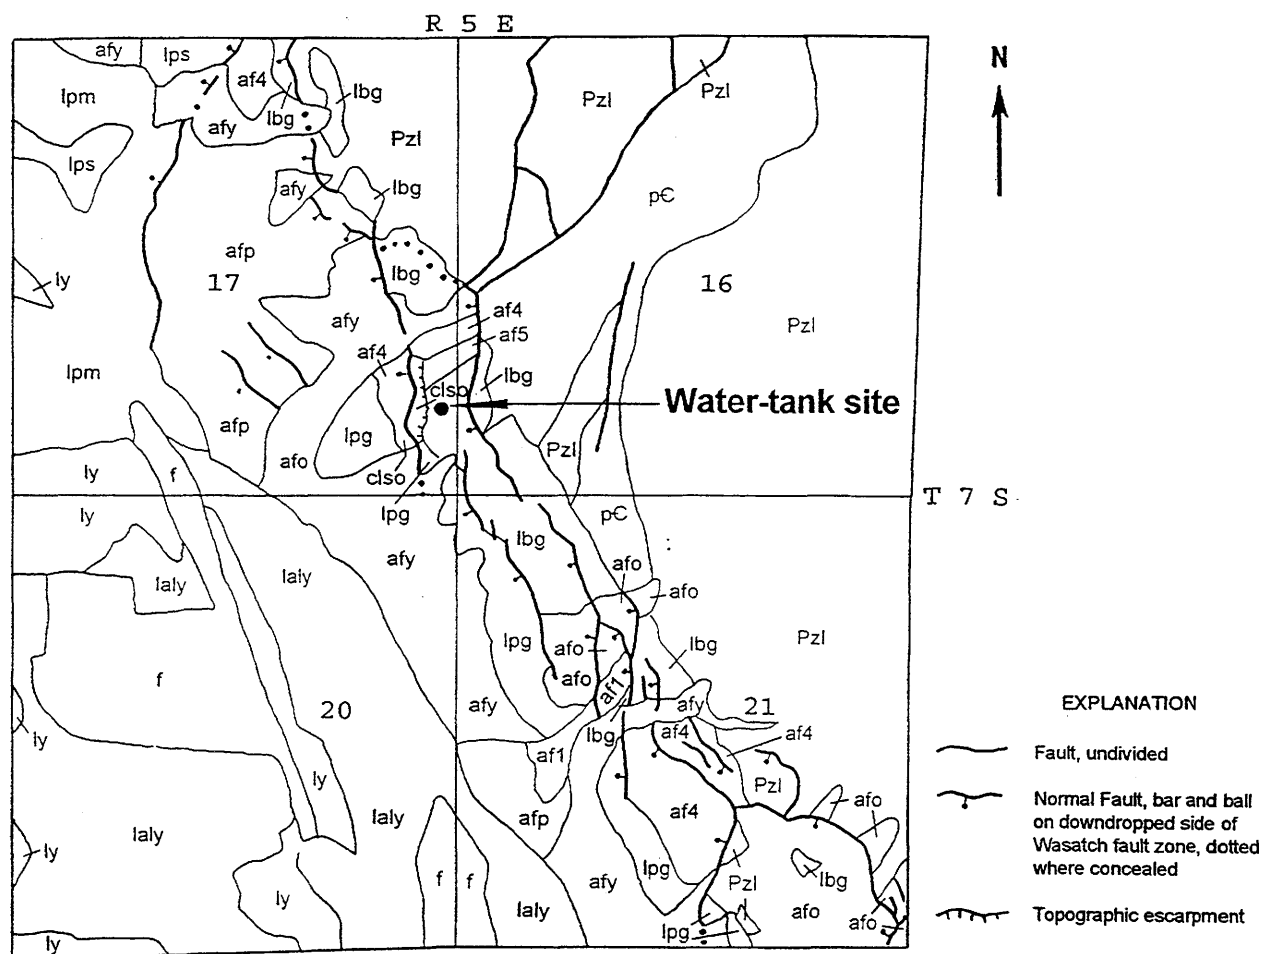 R 5 E
N
afy
lps
af4
lbg
lbg
lpm
afy
Pzl
Pzl
Pzl
lps
afy
lbg
p€
afp
17
ly
lbg
16
afy
af4
af5
Pzl
lpm
af4
lbg
clso
Water-tank site
afp
lpg
Pzl
ly
f
afo
clso
T 7 S
ly
lpg
p€
afy
lbg
laly
laly
afo
afo
lpg
afo
lbg
Pzl
f
afo
af1
20
afy
afy
21
ly
lbg
af4
af4
af1
Pzl
ly
afo
laly
laly
afp
af4
ly
f
f
afy
lpg
Pzl
lbg
ly
laly
afo
afo
lpg
ly
EXPLANATION
Fault, undivided
Normal Fault, bar and ball
on downdropped side of
Wasatch fault zone, dotted
where concealed
Topographic escarpment